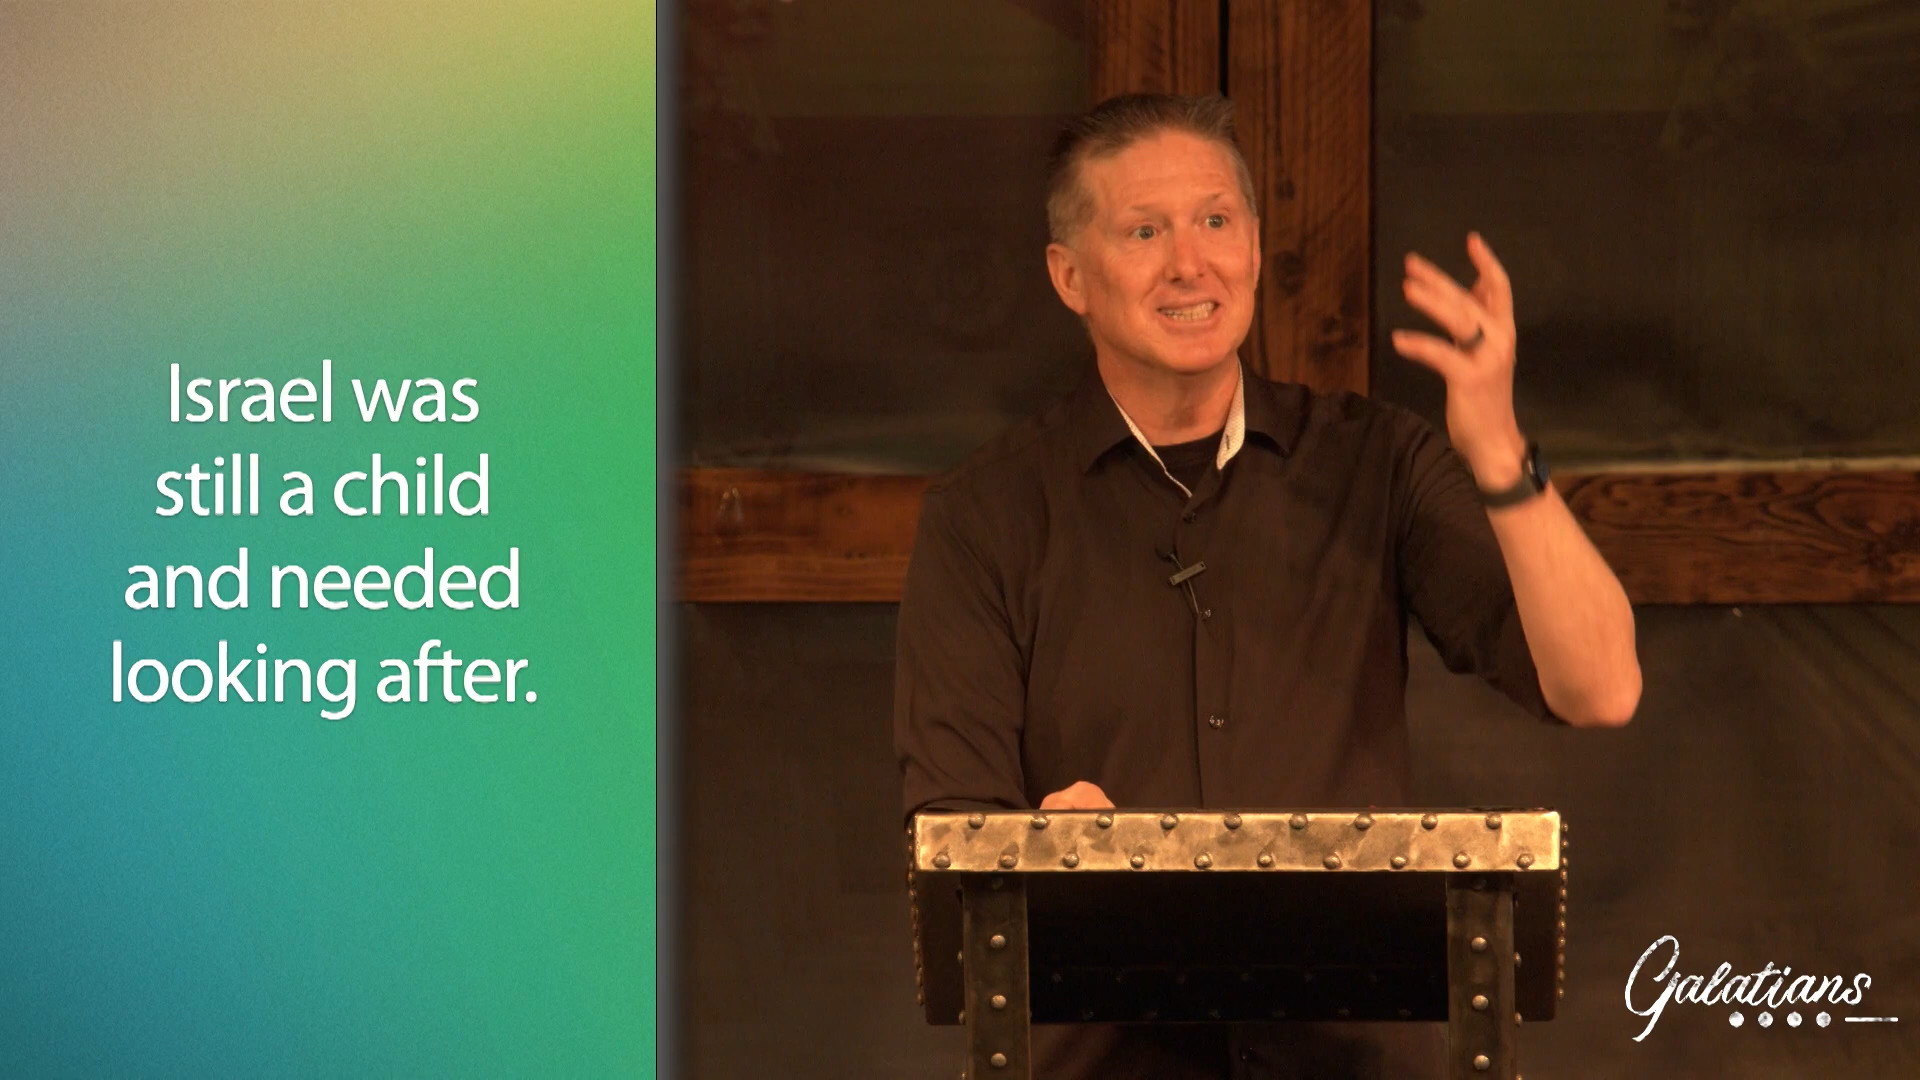 Israel was
still a child
and needed
looking after.
Galatians